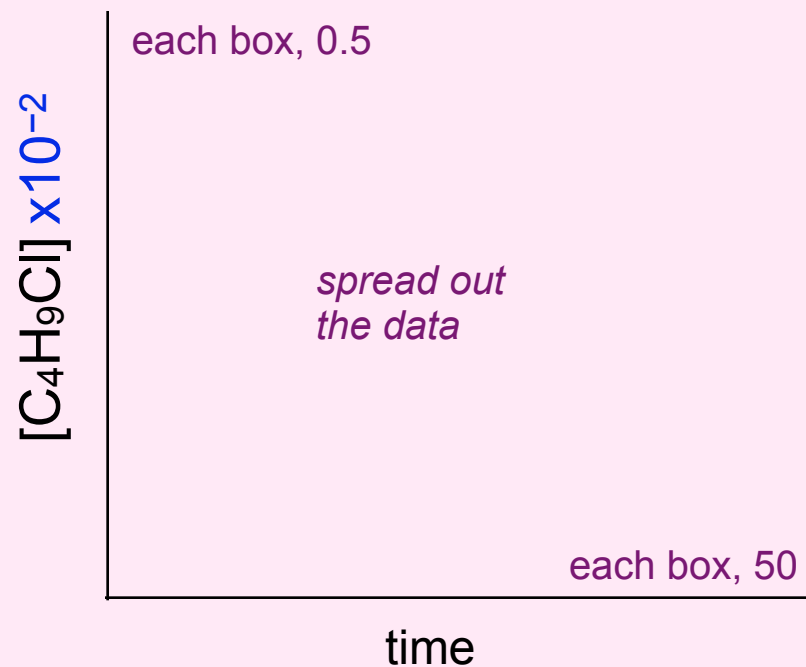 each box, 0.5
[C₄H₉Cl] x10⁻²
spread out
the data
each box, 50
time